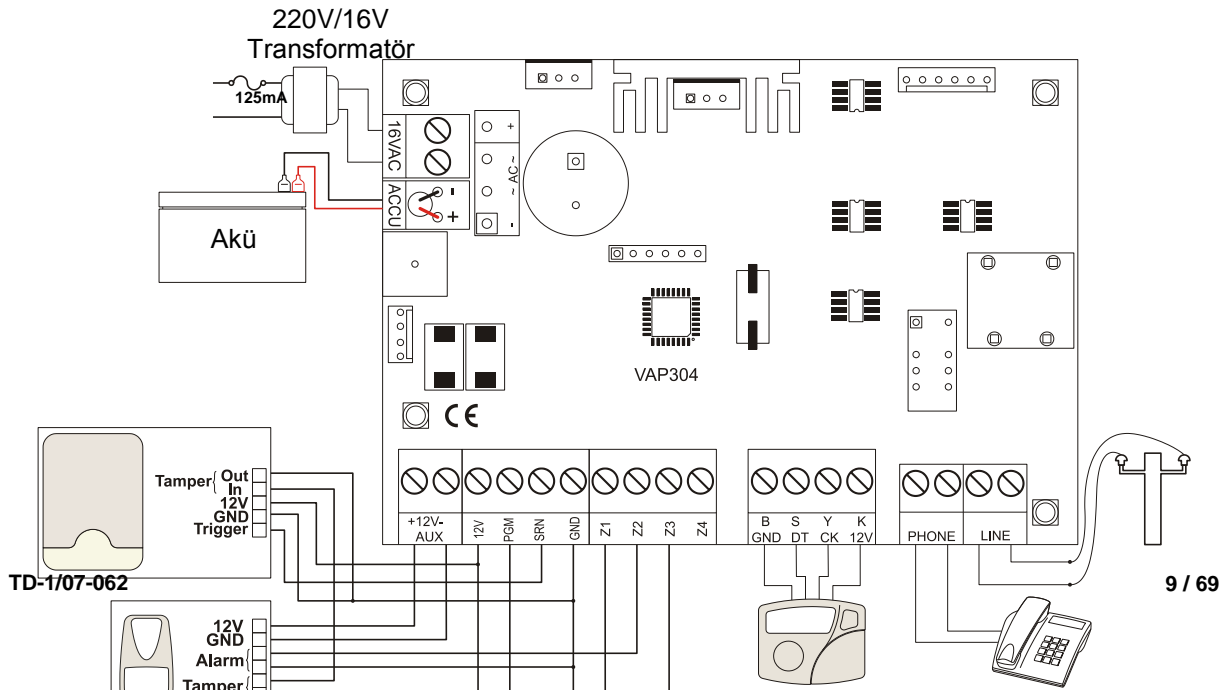 220V/16V
Transformatör
125mA
16VAC
+
~ AC ~
-
ACCU
-
+
Akü
VAP304
CE
Tamper{ Out
In
12V
GND
Trigger
+12V-
AUX
12V
PGM
SRN
GND
Z1
Z2
Z3
Z4
B S Y K
GND DT CK 12V
PHONE
LINE
TD-1/07-062
9 / 69
12V
GND
Alarm{
Tamper{